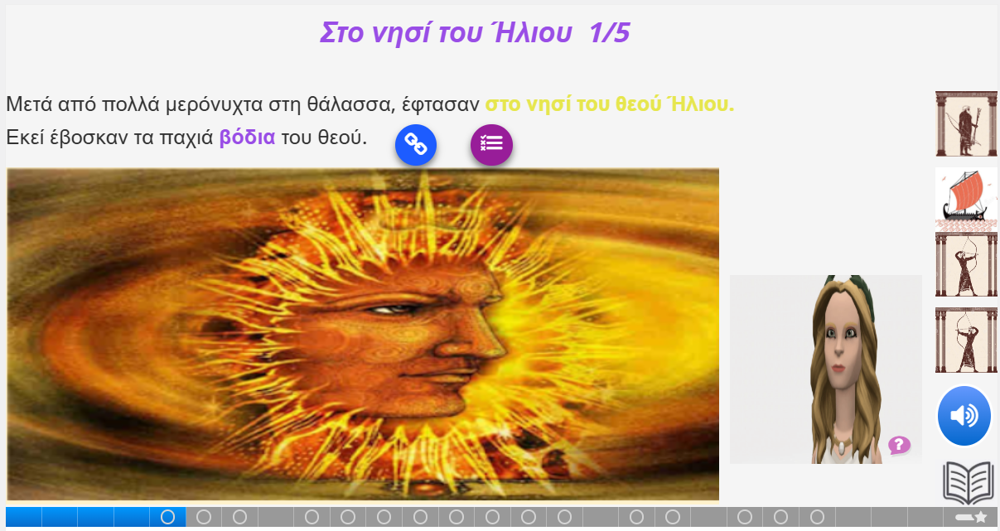 Στο νησί του Ήλιου 1/5
Μετά από πολλά μερόνυχτα στη θάλασσα, έφτασαν στο νησί του θεού Ήλιου.
Εκεί έβοσκαν τα παχιά βόδια του θεού.
?